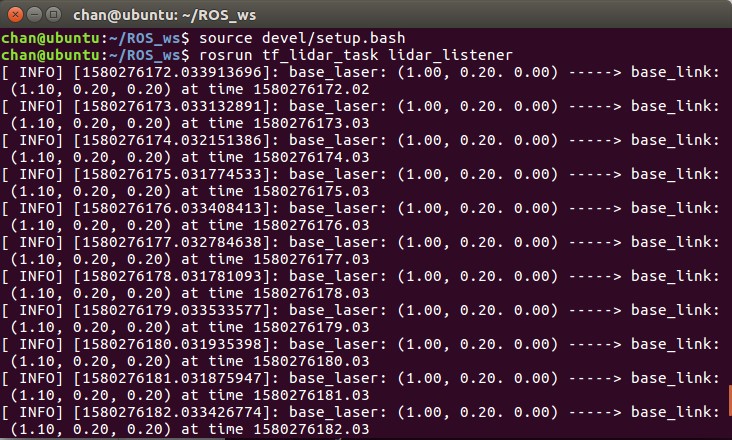 chan@ubuntu: ~/ROS_ws
chan@ubuntu:~/ROS_ws$ source devel/setup.bash
chan@ubuntu:~/ROS_ws$ rosrun tf_lidar_task lidar_listener
[ INFO] [1580276172.033913696]: base_laser: (1.00, 0.20. 0.00) -----> base_link:
 (1.10, 0.20, 0.20) at time 1580276172.02
[ INFO] [1580276173.033132891]: base_laser: (1.00, 0.20. 0.00) -----> base_link:
 (1.10, 0.20, 0.20) at time 1580276173.03
[ INFO] [1580276174.032151386]: base_laser: (1.00, 0.20. 0.00) -----> base_link:
 (1.10, 0.20, 0.20) at time 1580276174.03
[ INFO] [1580276175.031774533]: base_laser: (1.00, 0.20. 0.00) -----> base_link:
 (1.10, 0.20, 0.20) at time 1580276175.03
[ INFO] [1580276176.033408413]: base_laser: (1.00, 0.20. 0.00) -----> base_link:
 (1.10, 0.20, 0.20) at time 1580276176.03
[ INFO] [1580276177.032784638]: base_laser: (1.00, 0.20. 0.00) -----> base_link:
 (1.10, 0.20, 0.20) at time 1580276177.03
[ INFO] [1580276178.031781093]: base_laser: (1.00, 0.20. 0.00) -----> base_link:
 (1.10, 0.20, 0.20) at time 1580276178.03
[ INFO] [1580276179.033533577]: base_laser: (1.00, 0.20. 0.00) -----> base_link:
 (1.10, 0.20, 0.20) at time 1580276179.03
[ INFO] [1580276180.031935398]: base_laser: (1.00, 0.20. 0.00) -----> base_link:
 (1.10, 0.20, 0.20) at time 1580276180.03
[ INFO] [1580276181.031875947]: base_laser: (1.00, 0.20. 0.00) -----> base_link:
 (1.10, 0.20, 0.20) at time 1580276181.03
[ INFO] [1580276182.033426774]: base_laser: (1.00, 0.20. 0.00) -----> base_link:
 (1.10, 0.20, 0.20) at time 1580276182.03